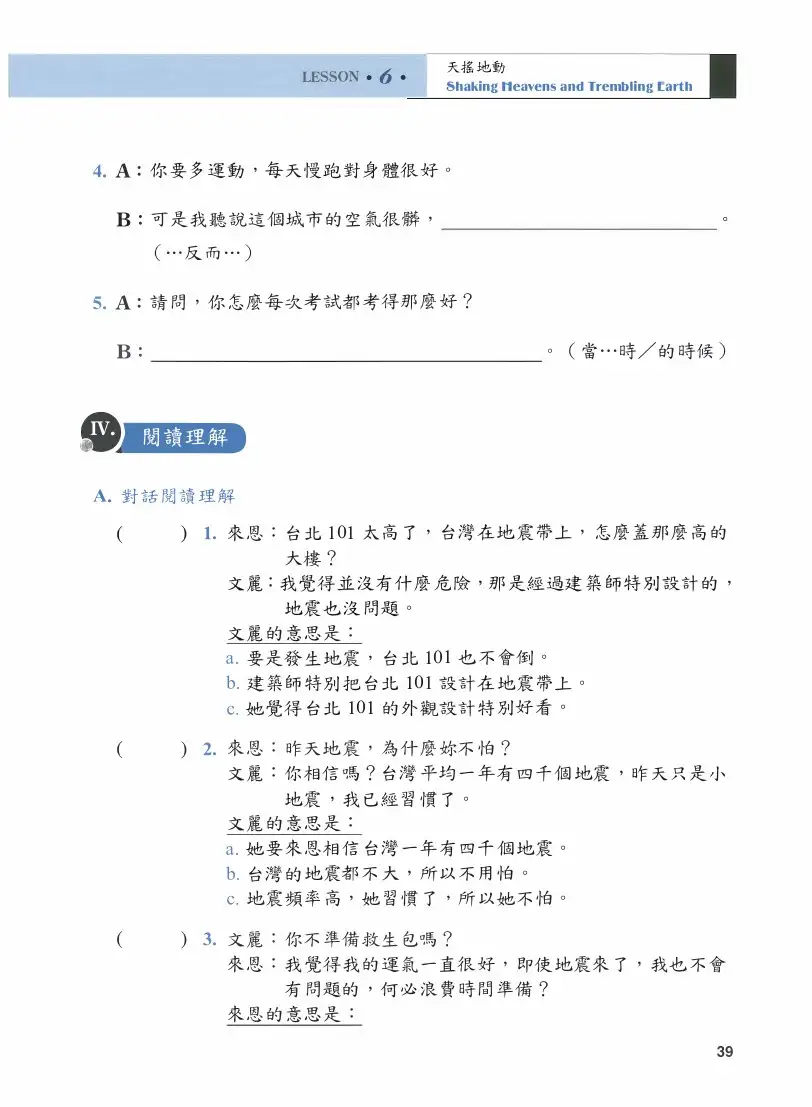 LESSON • 6 •
天搖地動
Shaking Heavens and Trembling Earth
4. A：你要多運動，每天慢跑對身體很好。
B：可是我聽說這個城市的空氣很髒，______________________________。
（…反而…）
5. A：請問，你怎麼每次考試都考得那麼好？
B：__________________________________________。（當…時／的時候）
IV. 閱讀理解
A. 對話閱讀理解
(　　) 1. 來恩：台北 101 太高了，台灣在地震帶上，怎麼蓋那麼高的
大樓？
文麗：我覺得並沒有什麼危險，那是經過建築師特別設計的，
地震也沒問題。
文麗的意思是：
a. 要是發生地震，台北 101 也不會倒。
b. 建築師特別把台北 101 設計在地震帶上。
c. 她覺得台北 101 的外觀設計特別好看。
(　　) 2. 來恩：昨天地震，為什麼妳不怕？
文麗：你相信嗎？台灣平均一年有四千個地震，昨天只是小
地震，我已經習慣了。
文麗的意思是：
a. 她要來恩相信台灣一年有四千個地震。
b. 台灣的地震都不大，所以不用怕。
c. 地震頻率高，她習慣了，所以她不怕。
(　　) 3. 文麗：你不準備救生包嗎？
來恩：我覺得我的運氣一直很好，即使地震來了，我也不會
有問題的，何必浪費時間準備？
來恩的意思是：
39